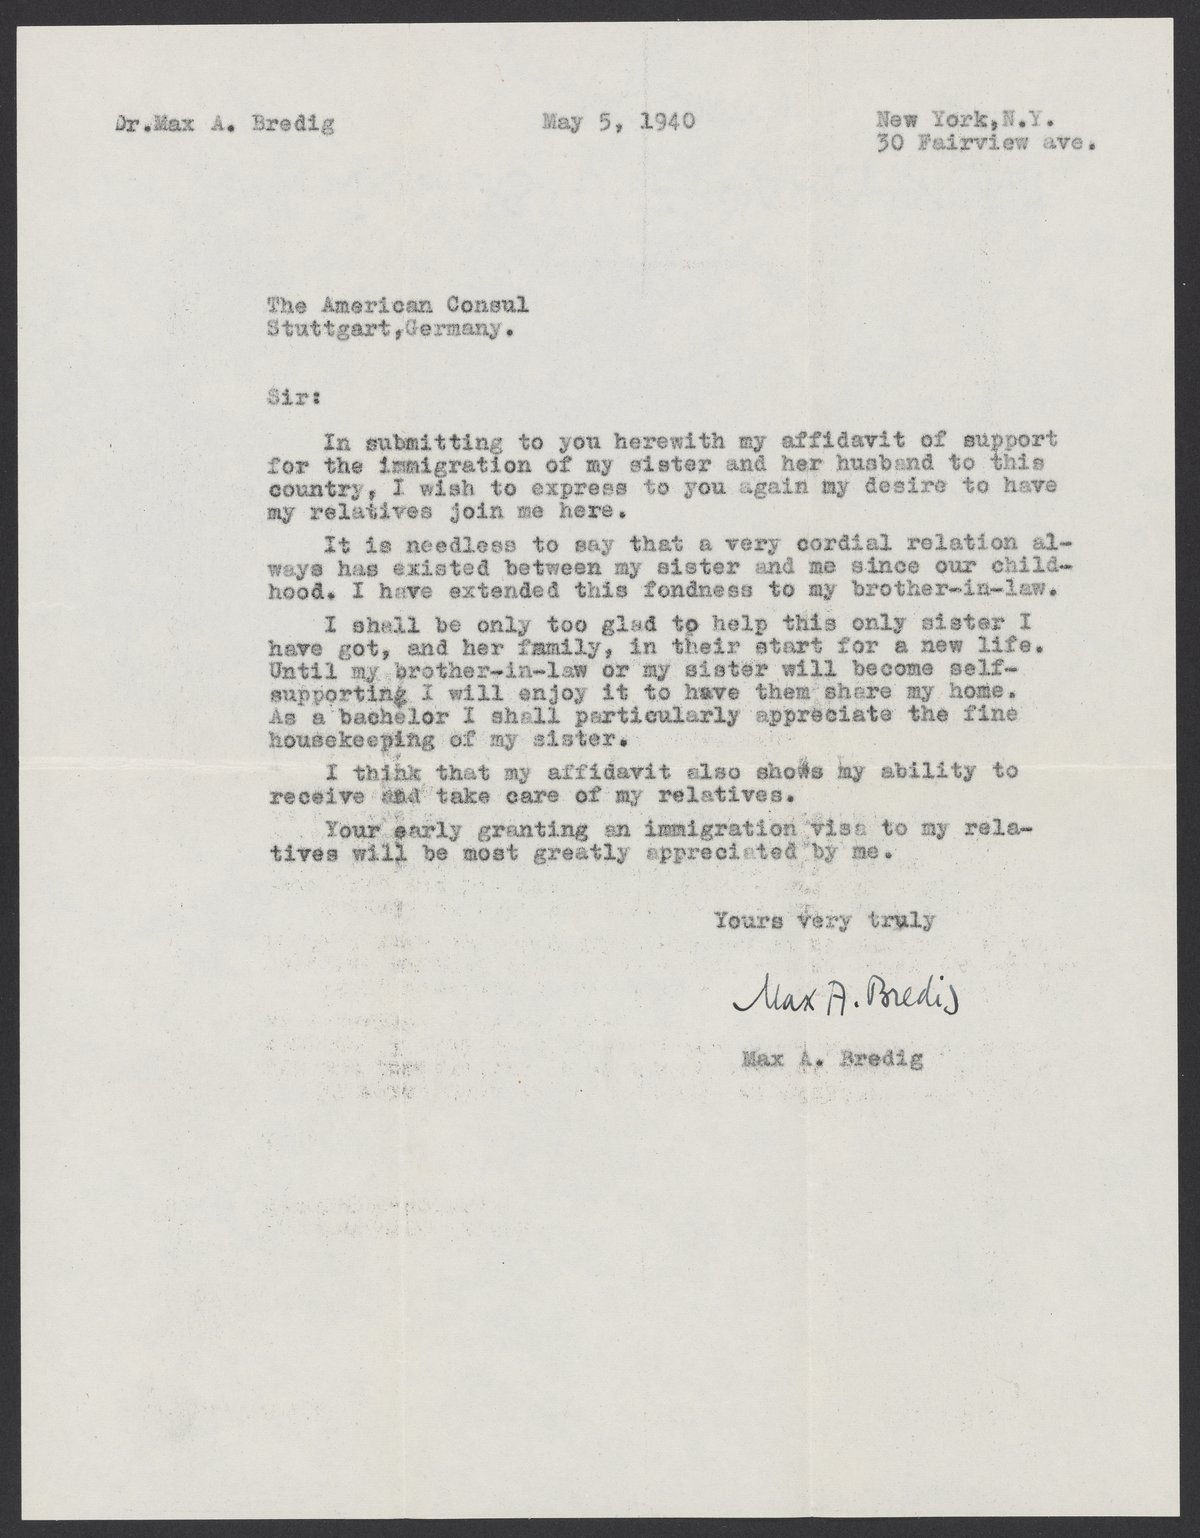 Dr.Max A. Bredig May 5, 1940 New York,N.Y.
30 Fairview ave.
The American Consul
Stuttgart,Germany.
Sir:
In submitting to you herewith my affidavit of support
for the immigration of my sister and her husband to this
country, I wish to express to you again my desire to have
my relatives join me here.
It is needless to say that a very cordial relation al-
ways has existed between my sister and me since our child-
hood. I have extended this fondness to my brother-in-law.
I shall be only too glad to help this only sister I
have got, and her family, in their start for a new life.
Until my brother-in-law or my sister will become self-
supporting I will enjoy it to have them share my home.
As a bachelor I shall particularly appreciate the fine
housekeeping of my sister.
I think that my affidavit also shows my ability to
receive and take care of my relatives.
Your early granting an immigration visa to my rela-
tives will be most greatly appreciated by me.
Yours very truly
Max A. Bredig
Max A. Bredig